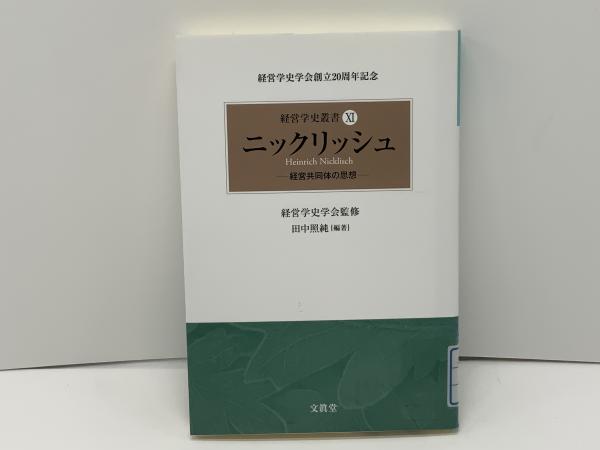 経営学史学会創立20周年記念
経営学史叢書 XI
ニックリッシュ
Heinrich Nicklisch
―経営共同体の思想―
経営学史学会監修
田中照純[編著]
文眞堂